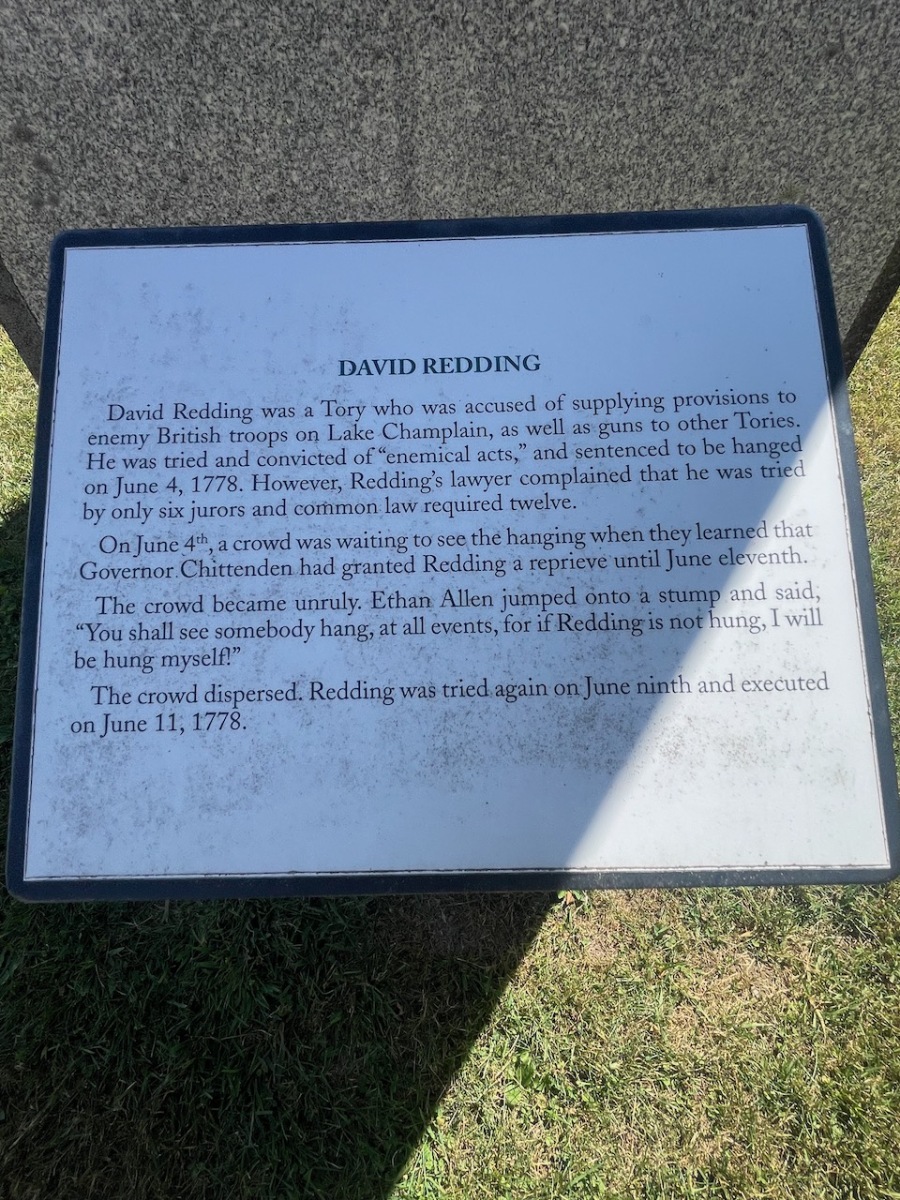 DAVID REDDING
David Redding was a Tory who was accused of supplying provisions to
enemy British troops on Lake Champlain, as well as guns to other Tories.
He was tried and convicted of “enemical acts,” and sentenced to be hanged
on June 4, 1778. However, Redding’s lawyer complained that he was tried
by only six jurors and common law required twelve.
On June 4th, a crowd was waiting to see the hanging when they learned that
Governor Chittenden had granted Redding a reprieve until June eleventh.
The crowd became unruly. Ethan Allen jumped onto a stump and said,
“You shall see somebody hang, at all events, for if Redding is not hung, I will
be hung myself!”
The crowd dispersed. Redding was tried again on June ninth and executed
on June 11, 1778.